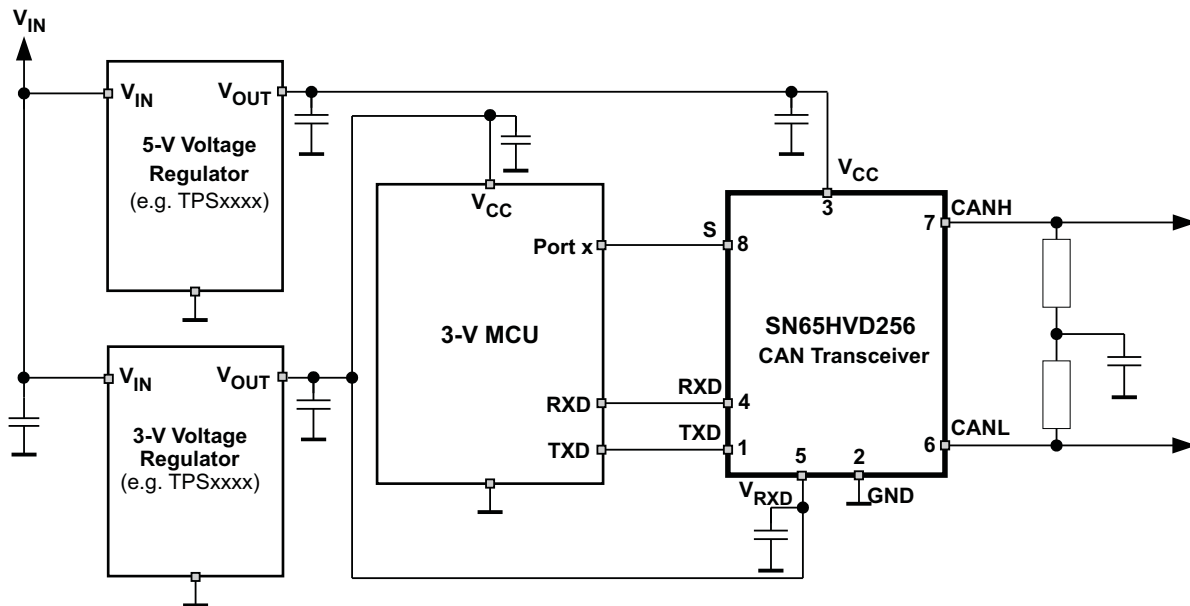 VIN
VIN
VOUT
5-V Voltage
Regulator
(e.g. TPSxxxx)
VIN
VOUT
3-V Voltage
Regulator
(e.g. TPSxxxx)
VCC
Port x
3-V MCU
RXD
TXD
S
RXD
TXD
VCC
3
8
7
CANH
SN65HVD256
CAN Transceiver
4
1
6
CANL
5
2
VRXD
GND